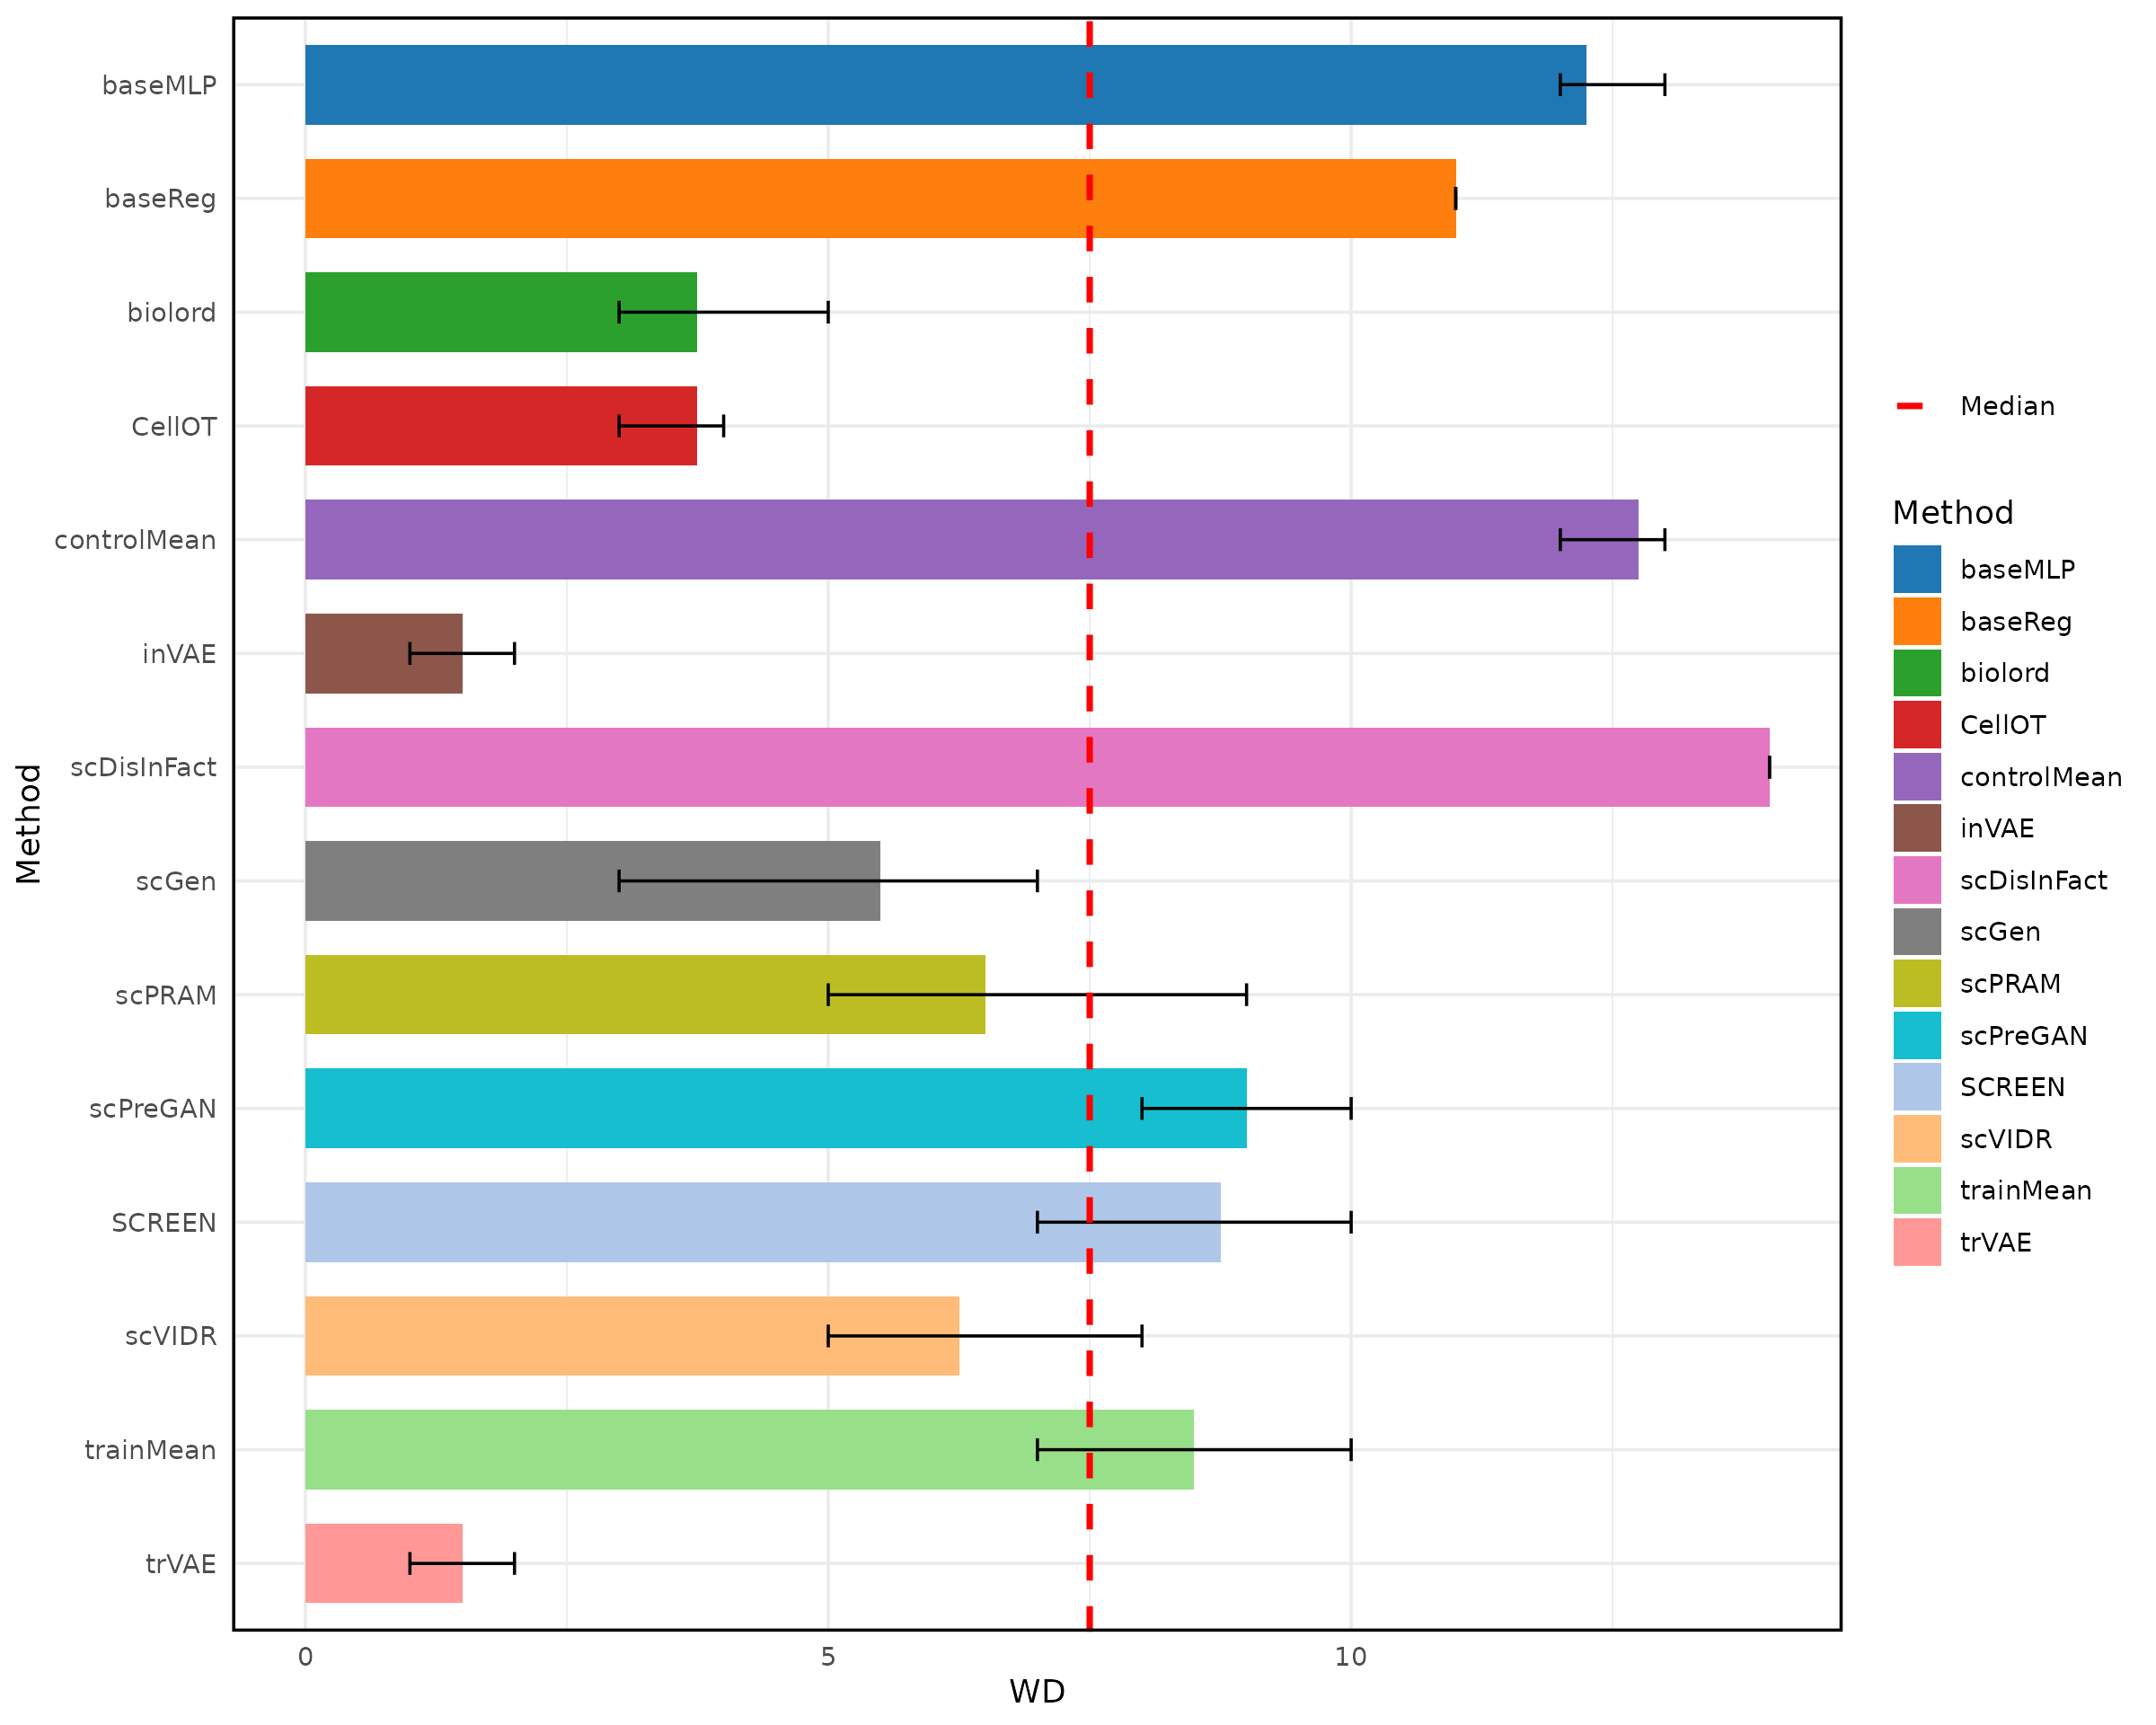 baseMLP
baseReg
biolord
CellOT
controlMean
inVAE
scDisInFact
scGen
scPRAM
scPreGAN
SCREEN
scVIDR
trainMean
trVAE
Method
0 5 10
WD
Median
Method
baseMLP
baseReg
biolord
CellOT
controlMean
inVAE
scDisInFact
scGen
scPRAM
scPreGAN
SCREEN
scVIDR
trainMean
trVAE